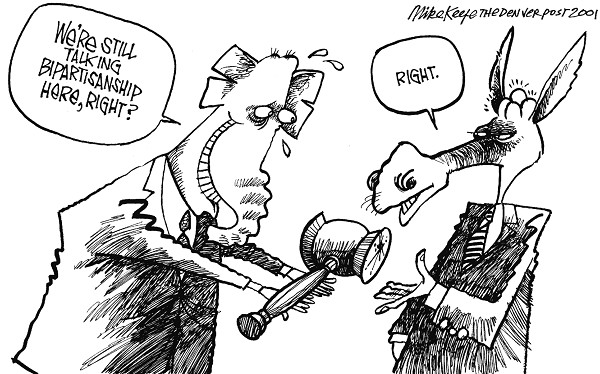 Mike Keefe THE DENVER POST 2001
WE'RE STILL
TALKING
BIPARTISANSHIP
HERE, RIGHT?
RIGHT.